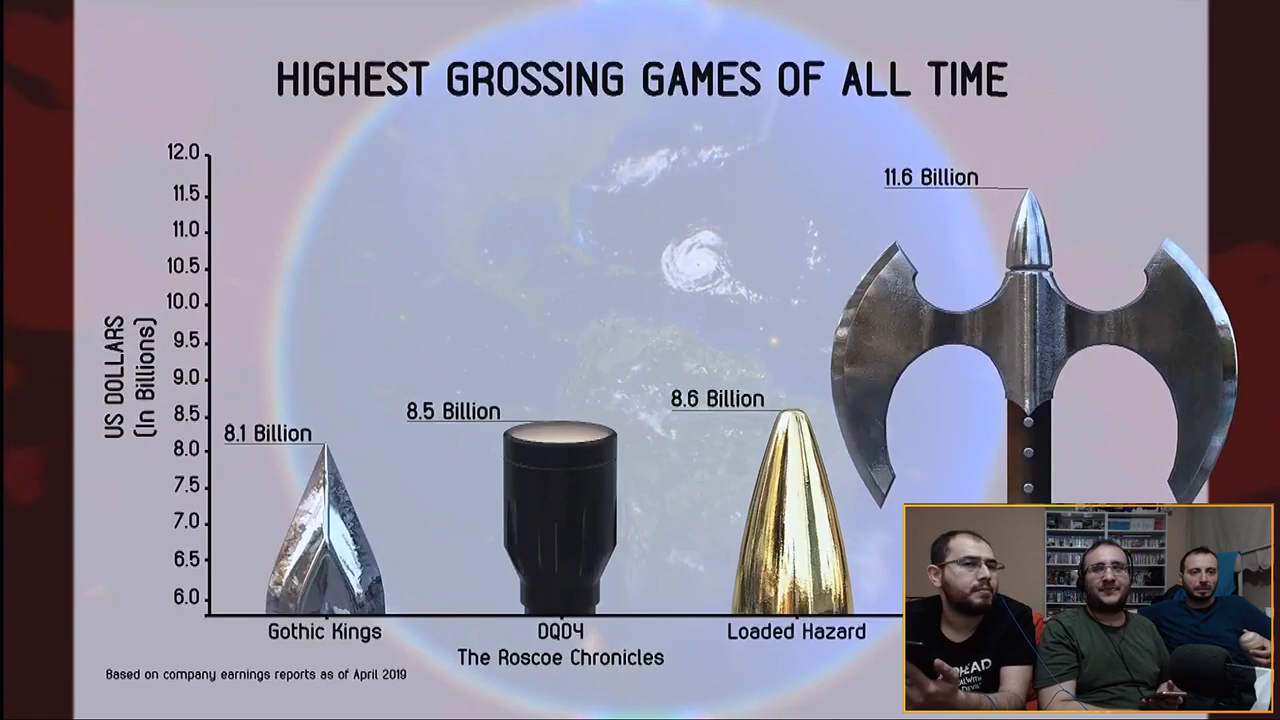 HIGHEST GROSSING GAMES OF ALL TIME
US DOLLARS
(In Billions)
12.0
11.5
11.0
10.5
10.0
9.5
9.0
8.5
8.0
7.5
7.0
6.5
6.0
11.6 Billion
8.6 Billion
8.5 Billion
8.1 Billion
Gothic Kings
DQD4
The Roscoe Chronicles
Loaded Hazard
Based on company earnings reports as of April 2019